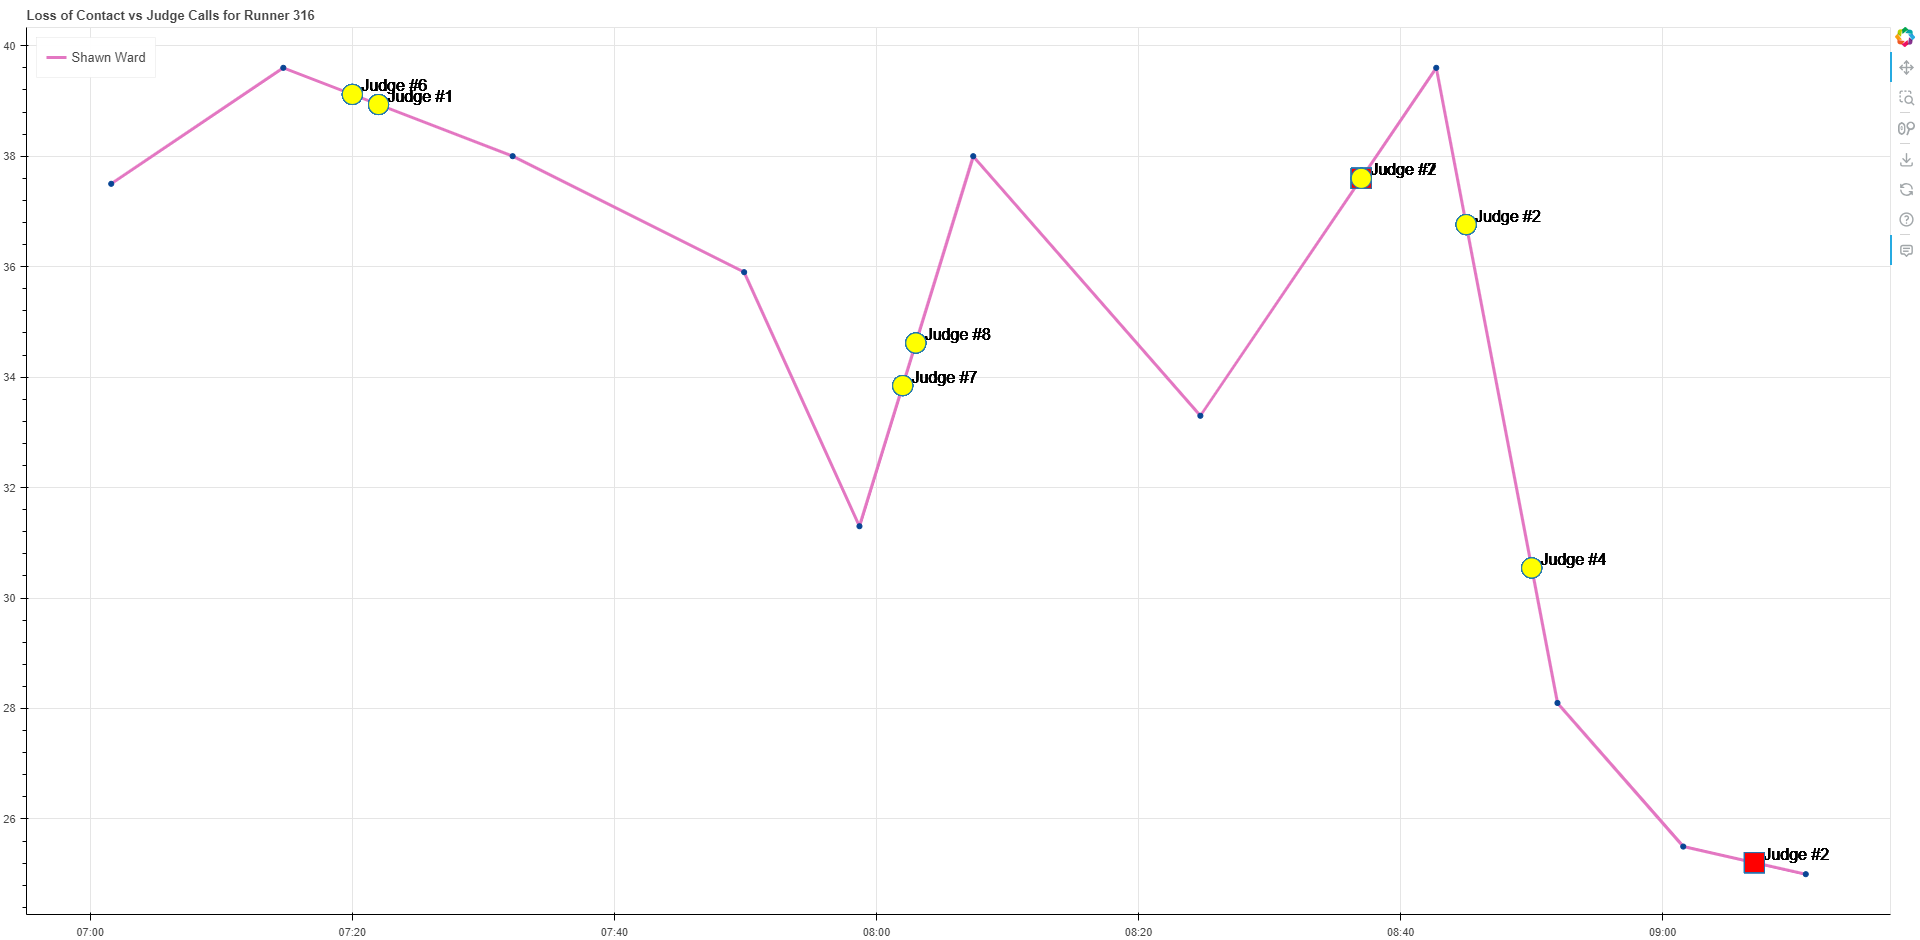 Loss of Contact vs Judge Calls for Runner 316
Shawn Ward
40
38
36
34
32
30
28
26
Judge #6
Judge #1
Judge #8
Judge #7
Judge
Judge #2
Judge #4
Judge #2
07:00
07:20
07:40
08:00
08:20
08:40
09:00